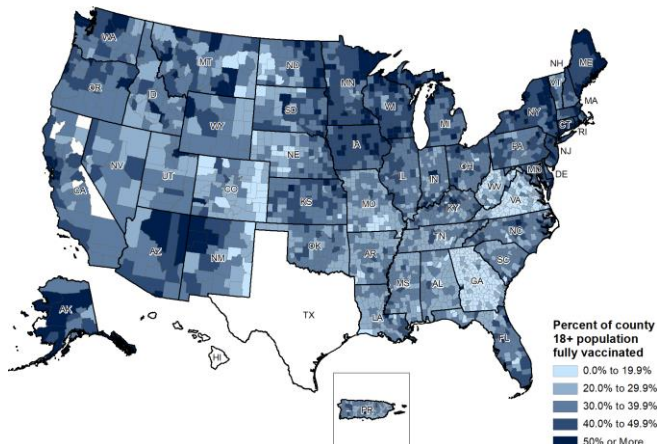 WA
OR
CA
NV
ID
MT
WY
UT
CO
AZ
NM
ND
SD
NE
KS
OK
TX
MN
IA
MO
AR
LA
WI
IL
MI
IN
OH
KY
TN
MS
AL
GA
FL
SC
NC
VA
WV
PA
NY
NH
VT
ME
MA
CT
RI
NJ
MD
DE
AK
HI
PR
Percent of county
18+ population
fully vaccinated
0.0% to 19.9%
20.0% to 29.9%
30.0% to 39.9%
40.0% to 49.9%
50% or More